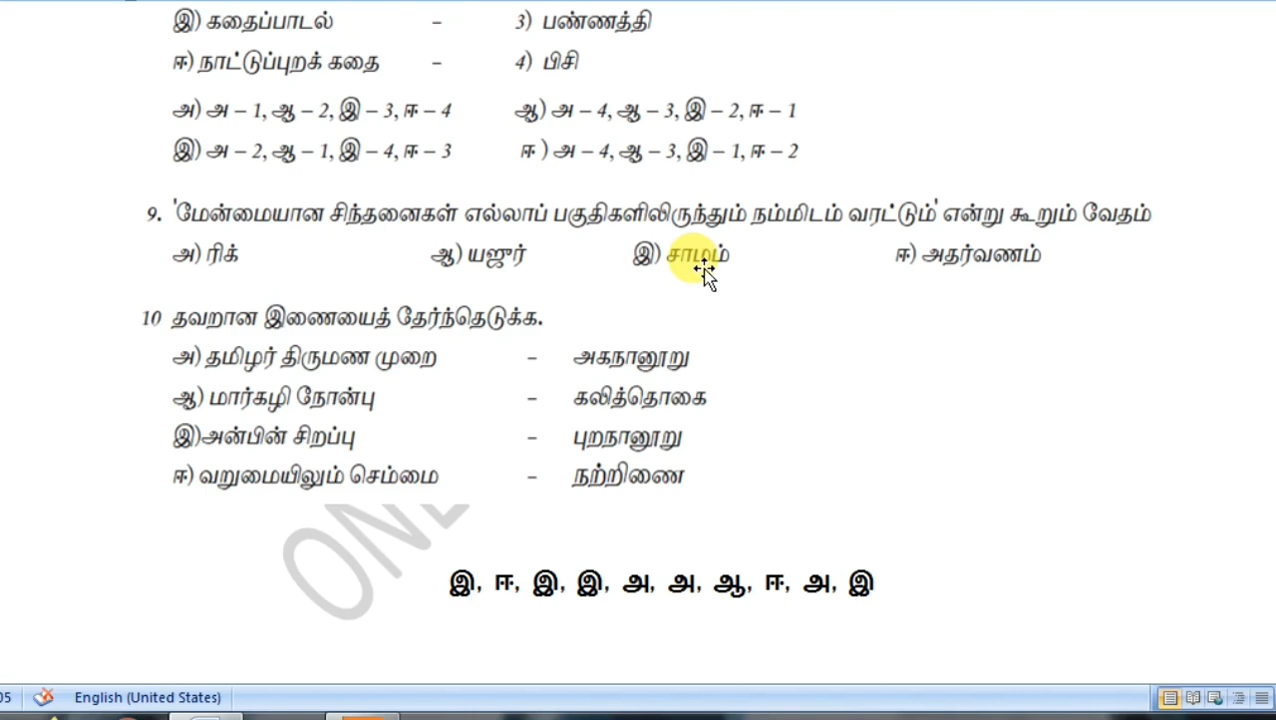 இ) கதைப்பாடல் - 3) பண்ணத்தி
ஈ) நாட்டுப்புறக் கதை - 4) பிசி
அ) அ – 1, ஆ – 2, இ – 3, ஈ – 4 ஆ) அ – 4, ஆ – 3, இ – 2, ஈ – 1
இ) அ – 2, ஆ – 1, இ – 4, ஈ – 3 ஈ ) அ – 4, ஆ – 3, இ – 1, ஈ – 2
9. 'மேன்மையான சிந்தனைகள் எல்லாப் பகுதிகளிலிருந்தும் நம்மிடம் வரட்டும்' என்று கூறும் வேதம்
அ) ரிக் ஆ) யஜுர் இ) சாமம் ஈ) அதர்வணம்
10 தவறான இணையைத் தேர்ந்தெடுக்க.
அ) தமிழர் திருமண முறை - அகநானூறு
ஆ) மார்கழி நோன்பு - கலித்தொகை
இ)அன்பின் சிறப்பு - புறநானூறு
ஈ) வறுமையிலும் செம்மை - நற்றிணை
இ, ஈ, இ, இ, அ, அ, ஆ, ஈ, அ, இ
05 English (United States)